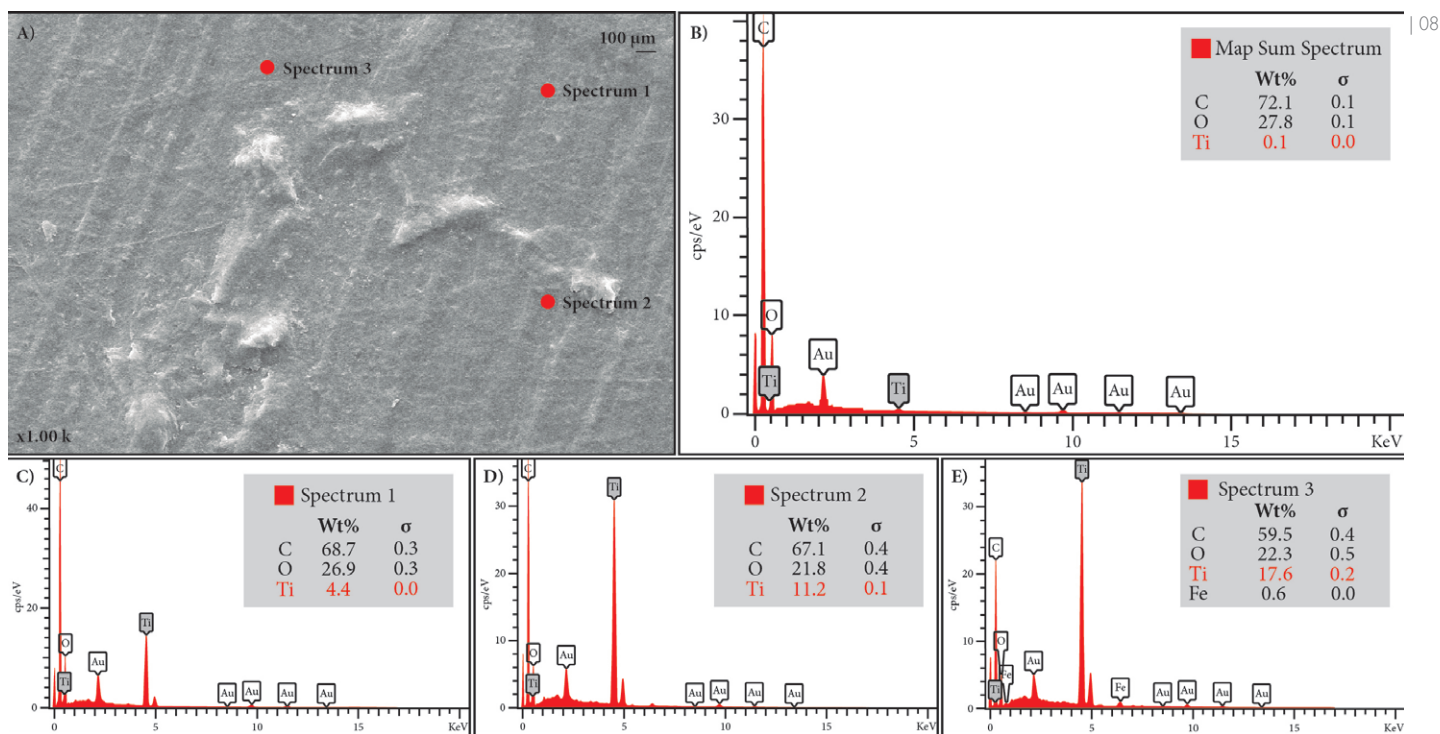 | 08
A)
100 µm
Spectrum 3
Spectrum 1
Spectrum 2
x1.00 k
B)
Map Sum Spectrum
Wt% σ
C 72.1 0.1
O 27.8 0.1
Ti 0.1 0.0
cps/eV
30
20
10
0
C
O
Ti
Au
Ti
Au
Au
Au
Au
0 5 10 15 KeV
C)
Spectrum 1
Wt% σ
C 68.7 0.3
O 26.9 0.3
Ti 4.4 0.0
cps/eV
40
20
0
C
O
Ti
Au
Ti
Au
Au
Au
Au
0 5 10 15 KeV
D)
Spectrum 2
Wt% σ
C 67.1 0.4
O 21.8 0.4
Ti 11.2 0.1
cps/eV
30
20
10
0
C
O
Ti
Au
Ti
Au
Au
Au
Au
0 5 10 15 KeV
E)
Spectrum 3
Wt% σ
C 59.5 0.4
O 22.3 0.5
Ti 17.6 0.2
Fe 0.6 0.0
cps/eV
30
20
10
0
C
O
Fe
Ti
Au
Ti
Fe
Au
Au
Au
Au
0 5 10 15 KeV